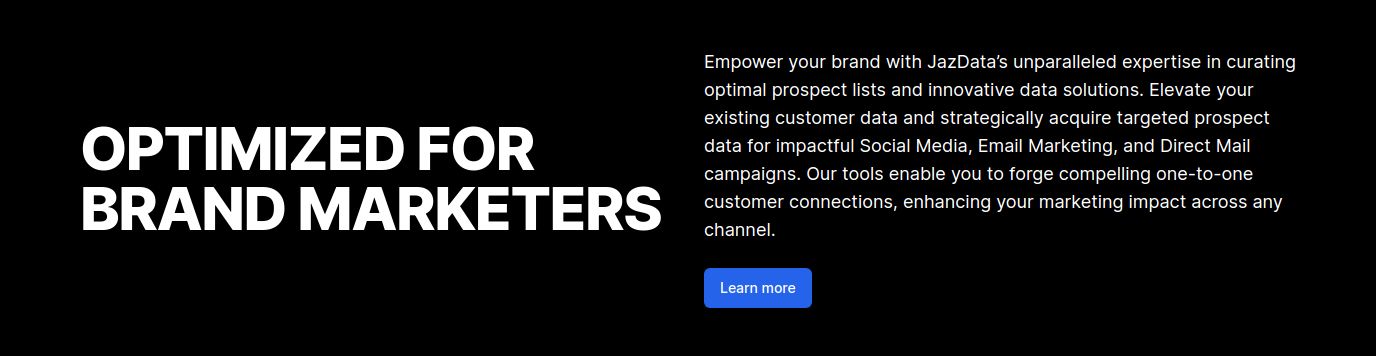 OPTIMIZED FOR
BRAND MARKETERS
Empower your brand with JazData’s unparalleled expertise in curating
optimal prospect lists and innovative data solutions. Elevate your
existing customer data and strategically acquire targeted prospect
data for impactful Social Media, Email Marketing, and Direct Mail
campaigns. Our tools enable you to forge compelling one-to-one
customer connections, enhancing your marketing impact across any
channel.
Learn more